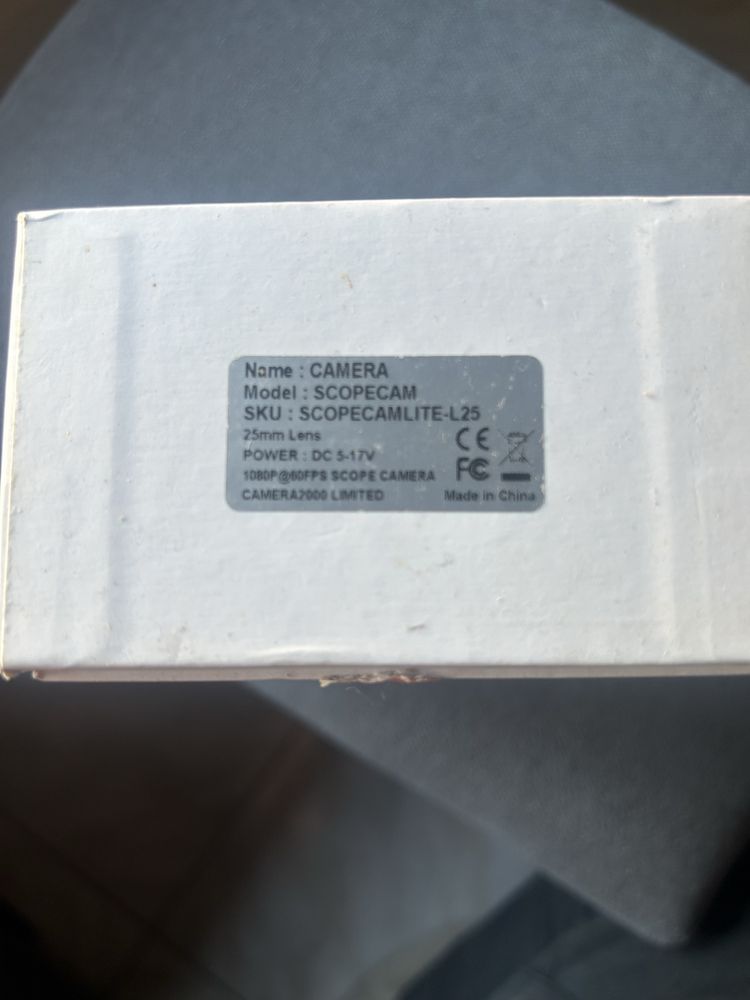 Name : CAMERA
Model : SCOPECAM
SKU : SCOPECAMLITE-L25
25mm Lens
POWER : DC 5-17V
1080P@60FPS SCOPE CAMERA
CAMERA2000 LIMITED
CE
FC
Made in China